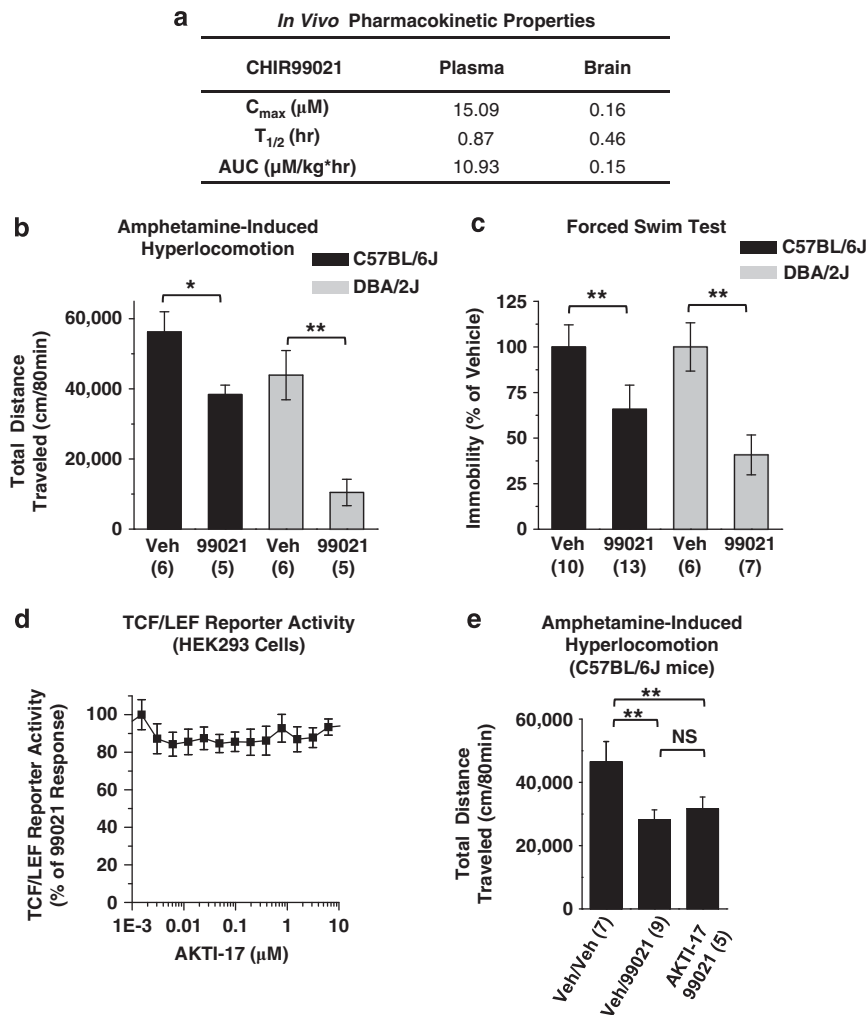 a
In Vivo Pharmacokinetic Properties
CHIR99021 Plasma Brain
Cmax (µM) 15.09 0.16
T1/2 (hr) 0.87 0.46
AUC (µM/kg*hr) 10.93 0.15
b
Amphetamine-Induced
Hyperlocomotion
C57BL/6J
DBA/2J
Total Distance
Traveled (cm/80min)
60,000
40,000
20,000
0
*
**
Veh 99021 Veh 99021
(6) (5) (6) (5)
c
Forced Swim Test
C57BL/6J
DBA/2J
Immobility (% of Vehicle)
125
100
75
50
25
0
**
**
Veh 99021 Veh 99021
(10) (13) (6) (7)
d
TCF/LEF Reporter Activity
(HEK293 Cells)
TCF/LEF Reporter Activity
(% of 99021 Response)
100
80
60
40
20
0
1E-3 0.01 0.1 1 10
AKTI-17 (µM)
e
Amphetamine-Induced
Hyperlocomotion
(C57BL/6J mice)
Total Distance
Traveled (cm/80min)
60,000
40,000
20,000
0
**
**
NS
Veh/Veh (7)
Veh/99021 (9)
AKTI-17
99021 (5)